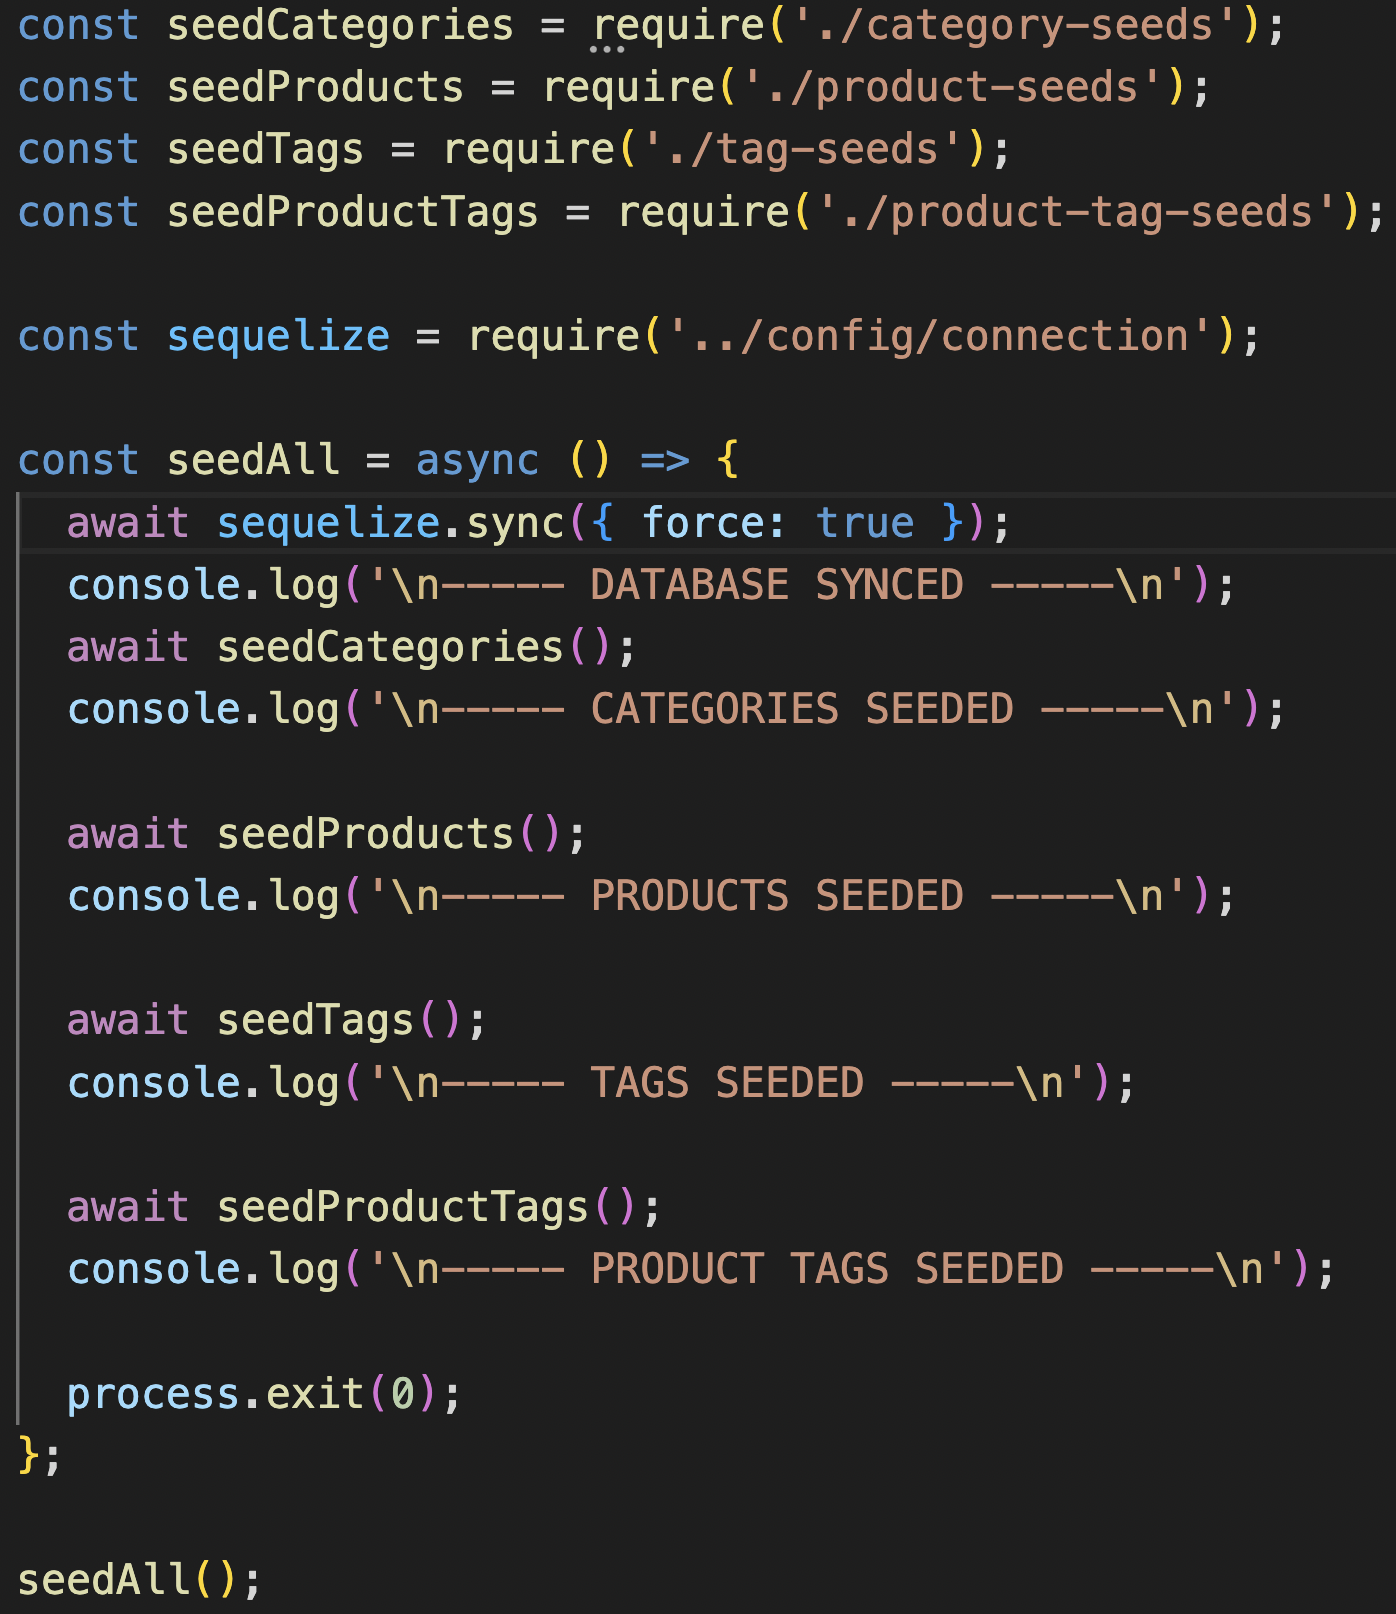 const seedCategories = require('./category-seeds');
const seedProducts = require('./product-seeds');
const seedTags = require('./tag-seeds');
const seedProductTags = require('./product-tag-seeds');

const sequelize = require('../config/connection');

const seedAll = async () => {
  await sequelize.sync({ force: true });
  console.log('\n----- DATABASE SYNCED -----\n');
  await seedCategories();
  console.log('\n----- CATEGORIES SEEDED -----\n');

  await seedProducts();
  console.log('\n----- PRODUCTS SEEDED -----\n');

  await seedTags();
  console.log('\n----- TAGS SEEDED -----\n');

  await seedProductTags();
  console.log('\n----- PRODUCT TAGS SEEDED -----\n');

  process.exit(0);
};

seedAll();